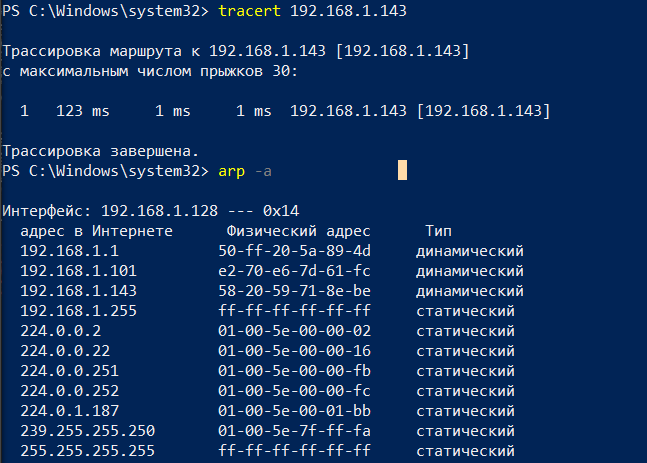 PS C:\Windows\system32> tracert 192.168.1.143
Трассировка маршрута к 192.168.1.143 [192.168.1.143]
с максимальным числом прыжков 30:
1 123 ms 1 ms 1 ms 192.168.1.143 [192.168.1.143]
Трассировка завершена.
PS C:\Windows\system32> arp -a
Интерфейс: 192.168.1.128 --- 0x14
адрес в Интернете Физический адрес Тип
192.168.1.1 50-ff-20-5a-89-4d динамический
192.168.1.101 e2-70-e6-7d-61-fc динамический
192.168.1.143 58-20-59-71-8e-be динамический
192.168.1.255 ff-ff-ff-ff-ff-ff статический
224.0.0.2 01-00-5e-00-00-02 статический
224.0.0.22 01-00-5e-00-00-16 статический
224.0.0.251 01-00-5e-00-00-fb статический
224.0.0.252 01-00-5e-00-00-fc статический
224.0.1.187 01-00-5e-00-01-bb статический
239.255.255.250 01-00-5e-7f-ff-fa статический
255.255.255.255 ff-ff-ff-ff-ff-ff статический